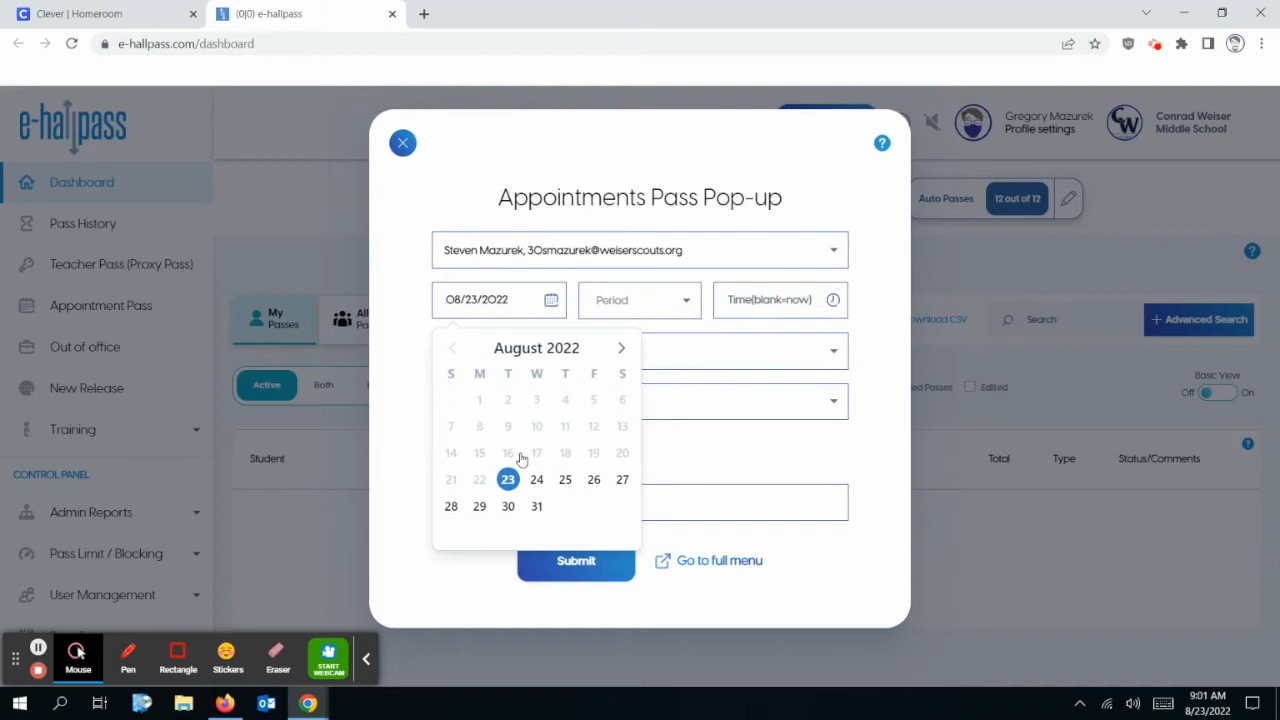 Clever | Homeroom
(0|0) e-hallpass
e-hallpass.com/dashboard
e-hallpass
Gregory Mazurek
Profile settings
Conrad Weiser
Middle School
Dashboard
Pass History
Teacher Pass (Proxy Pass)
Appointment Pass
Out of office
New Release
Training
CONTROL PANEL
Admin Reports
Pass Limit / Blocking
User Management
Auto Passes
12 out of 12
My
Passes
All
Pa
Active
Both
ownload CSV
Search
+ Advanced Search
ed Passes
Edited
Basic View
Off
On
Student
Total
Type
Status/Comments
Appointments Pass Pop-up
Steven Mazurek, 30smazurek@weiserscouts.org
08/23/2022
Period
Time(blank=now)
August 2022
S M T W T F S
1 2 3 4 5 6
7 8 9 10 11 12 13
14 15 16 17 18 19 20
21 22 23 24 25 26 27
28 29 30 31
Submit
Go to full menu
Mouse
Pen
Rectangle
Stickers
Eraser
START
WEBCAM
9:01 AM
8/23/2022